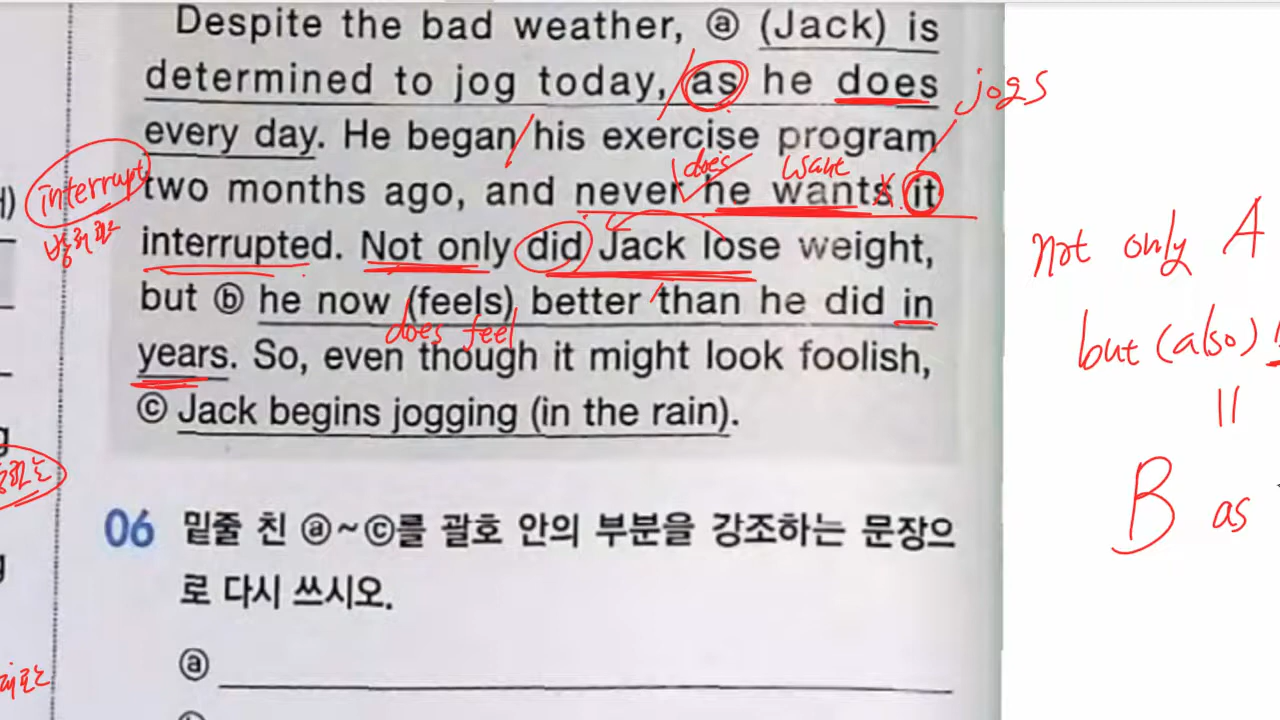 Despite the bad weather, ⓐ (Jack) is
determined to jog today, as he does
jogs
every day. He began his exercise program
does want
interrupt
two months ago, and never he wants it
방해
interrupted. Not only did Jack lose weight,
Not only A
but ⓑ he now (feels) better than he did in
does feel
but (also)
years. So, even though it might look foolish,
ⓒ Jack begins jogging (in the rain).
B as
06 밑줄 친 ⓐ~ⓒ를 괄호 안의 부분을 강조하는 문장으
로 다시 쓰시오.
ⓐ